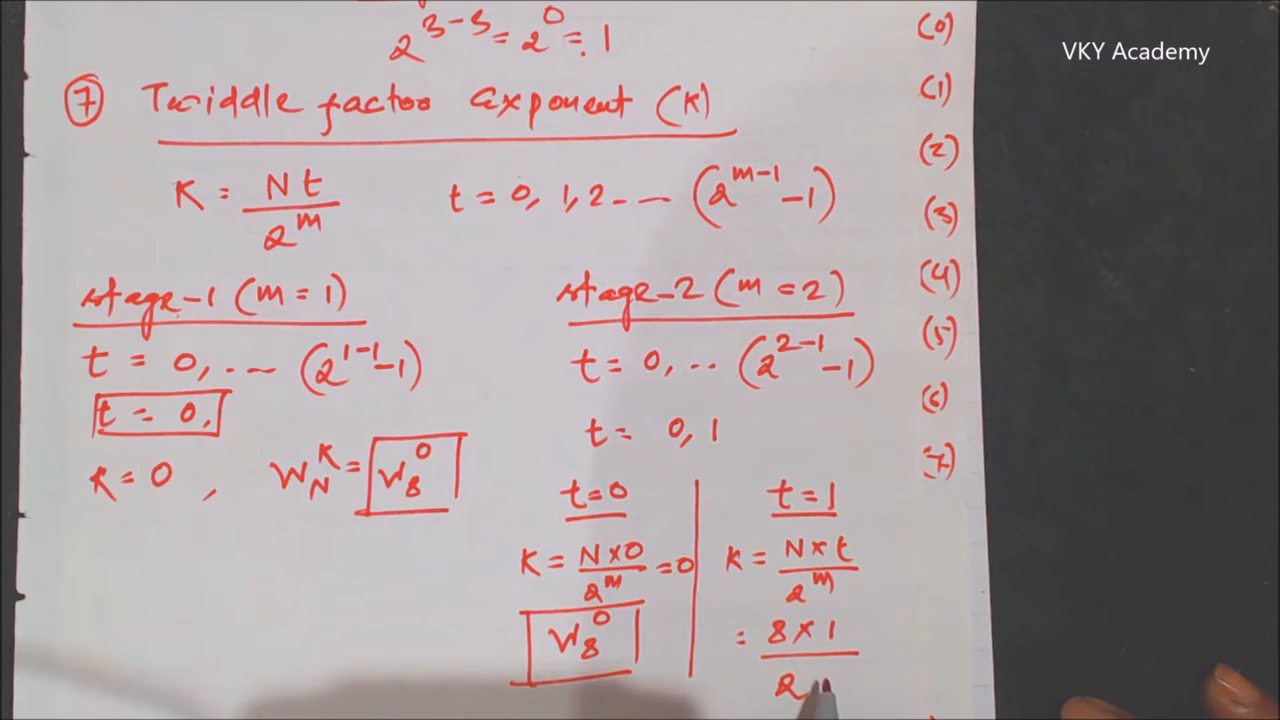 2^{3-3} = 2^0 = 1
VKY Academy
(0)
(1)
(2)
(3)
(4)
(5)
(6)
(7)
⑦ Twiddle factor exponent (K)
K = Nt / 2^m    t = 0, 1, 2 -- — (2^{m-1} - 1)
stage-1 (m = 1)
t = 0, ... — (2^{1-1} - 1)
t = 0,
K = 0 , W_N^K = W_8^0
stage-2 (m = 2)
t = 0, .. (2^{2-1} - 1)
t = 0, 1
t = 0
K = N×0 / 2^m = 0
W_8^0
t = 1
K = N×t / 2^m
= 8×1 / 2